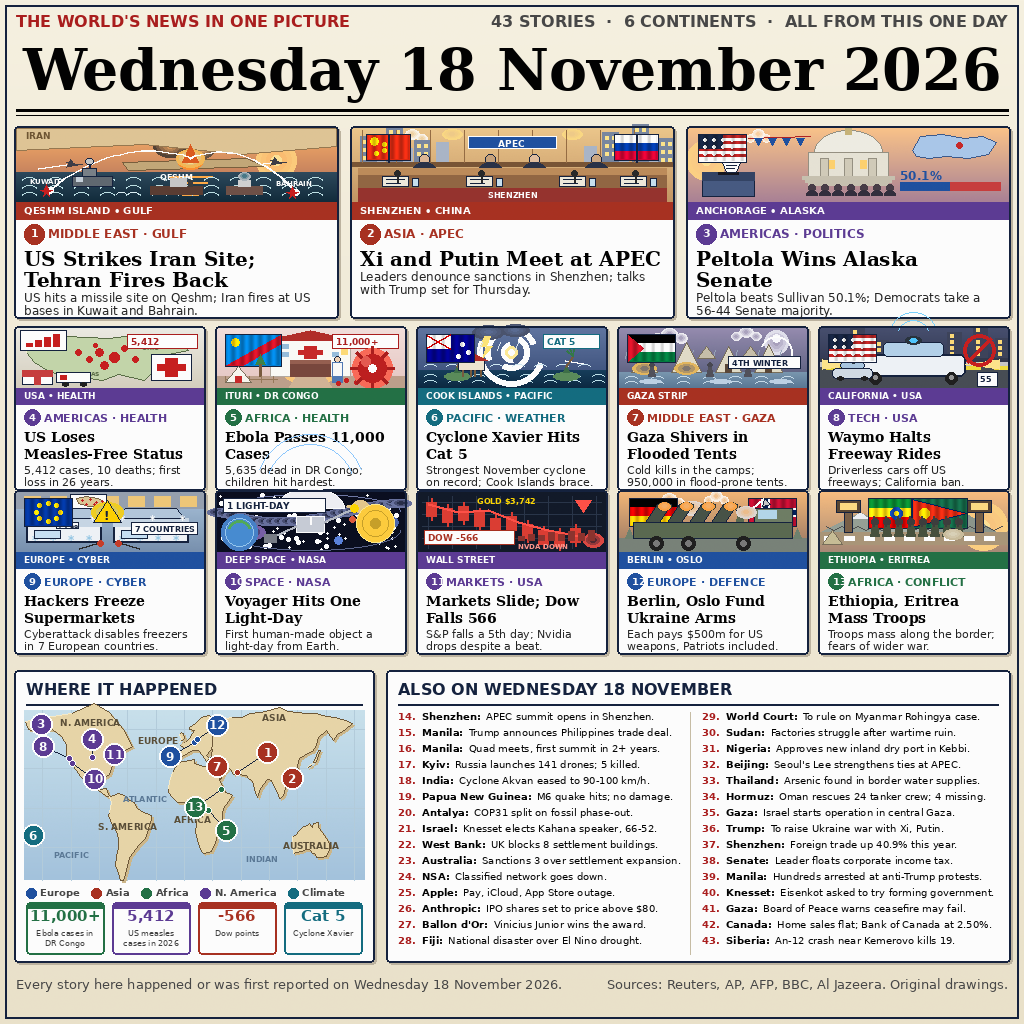 THE WORLD'S NEWS IN ONE PICTURE
43 STORIES · 6 CONTINENTS · ALL FROM THIS ONE DAY
Wednesday 18 November 2026
IRAN
KUWAIT
QESHM
BAHRAIN
QESHM ISLAND • GULF
1 MIDDLE EAST · GULF
US Strikes Iran Site;
Tehran Fires Back
US hits a missile site on Qeshm; Iran fires at US
bases in Kuwait and Bahrain.
APEC
SHENZHEN
SHENZHEN • CHINA
2 ASIA · APEC
Xi and Putin Meet at APEC
Leaders denounce sanctions in Shenzhen; talks
with Trump set for Thursday.
50.1%
ANCHORAGE • ALASKA
3 AMERICAS · POLITICS
Peltola Wins Alaska
Senate
Peltola beats Sullivan 50.1%; Democrats take a
56-44 Senate majority.
5,412
USA • HEALTH
4 AMERICAS · HEALTH
US Loses
Measles-Free Status
5,412 cases, 10 deaths; first
loss in 26 years.
11,000+
ITURI • DR CONGO
5 AFRICA · HEALTH
Ebola Passes 11,000
Cases
5,635 dead in DR Congo;
children hit hardest.
CAT 5
COOK ISLANDS • PACIFIC
6 PACIFIC · WEATHER
Cyclone Xavier Hits
Cat 5
Strongest November cyclone
on record; Cook Islands brace.
4TH WINTER
GAZA STRIP
7 MIDDLE EAST · GAZA
Gaza Shivers in
Flooded Tents
Cold kills in the camps;
950,000 in flood-prone tents.
55
CALIFORNIA • USA
8 TECH · USA
Waymo Halts
Freeway Rides
Driverless cars off US
freeways; California ban.
7 COUNTRIES
EUROPE • CYBER
9 EUROPE · CYBER
Hackers Freeze
Supermarkets
Cyberattack disables freezers
in 7 European countries.
1 LIGHT-DAY
DEEP SPACE • NASA
10 SPACE · NASA
Voyager Hits One
Light-Day
First human-made object a
light-day from Earth.
GOLD $3,742
DOW -566
NVDA DOWN
WALL STREET
11 MARKETS · USA
Markets Slide; Dow
Falls 566
S&P falls a 5th day; Nvidia
drops despite a beat.
BERLIN • OSLO
12 EUROPE · DEFENCE
Berlin, Oslo Fund
Ukraine Arms
Each pays $500m for US
weapons, Patriots included.
ETHIOPIA • ERITREA
13 AFRICA · CONFLICT
Ethiopia, Eritrea
Mass Troops
Troops mass along the border;
fears of wider war.
WHERE IT HAPPENED
3
8
N. AMERICA
4
11
10
EUROPE
12
9
ASIA
1
7
2
ATLANTIC
S. AMERICA
13
AFRICA
5
6
AUSTRALIA
PACIFIC
INDIAN
Europe
Asia
Africa
N. America
Climate
11,000+
Ebola cases in
DR Congo
5,412
US measles
cases in 2026
-566
Dow points
Cat 5
Cyclone Xavier
ALSO ON WEDNESDAY 18 NOVEMBER
14. Shenzhen: APEC summit opens in Shenzhen.
15. Manila: Trump announces Philippines trade deal.
16. Manila: Quad meets, first summit in 2+ years.
17. Kyiv: Russia launches 141 drones; 5 killed.
18. India: Cyclone Akvan eased to 90-100 km/h.
19. Papua New Guinea: M6 quake hits; no damage.
20. Antalya: COP31 split on fossil phase-out.
21. Israel: Knesset elects Kahana speaker, 66-52.
22. West Bank: UK blocks 8 settlement buildings.
23. Australia: Sanctions 3 over settlement expansion.
24. NSA: Classified network goes down.
25. Apple: Pay, iCloud, App Store outage.
26. Anthropic: IPO shares set to price above $80.
27. Ballon d'Or: Vinicius Junior wins the award.
28. Fiji: National disaster over El Nino drought.
29. World Court: To rule on Myanmar Rohingya case.
30. Sudan: Factories struggle after wartime ruin.
31. Nigeria: Approves new inland dry port in Kebbi.
32. Beijing: Seoul's Lee strengthens ties at APEC.
33. Thailand: Arsenic found in border water supplies.
34. Hormuz: Oman rescues 24 tanker crew; 4 missing.
35. Gaza: Israel starts operation in central Gaza.
36. Trump: To raise Ukraine war with Xi, Putin.
37. Shenzhen: Foreign trade up 40.9% this year.
38. Senate: Leader floats corporate income tax.
39. Manila: Hundreds arrested at anti-Trump protests.
40. Knesset: Eisenkot asked to try forming government.
41. Gaza: Board of Peace warns ceasefire may fail.
42. Canada: Home sales flat; Bank of Canada at 2.50%.
43. Siberia: An-12 crash near Kemerovo kills 19.
Every story here happened or was first reported on Wednesday 18 November 2026.
Sources: Reuters, AP, AFP, BBC, Al Jazeera. Original drawings.